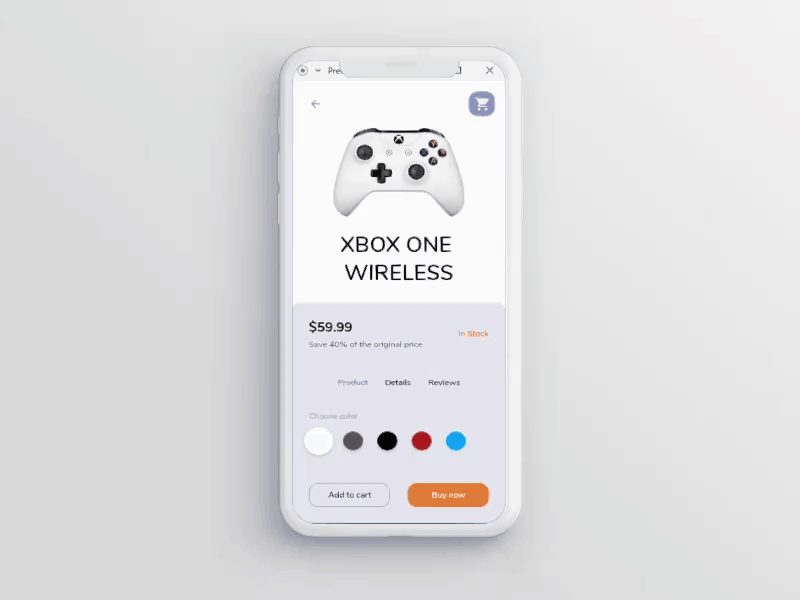 Pre
XBOX ONE
WIRELESS
$59.99
In Stock
Save 40% of the original price
Product Details Reviews
Choose color
Add to cart Buy now